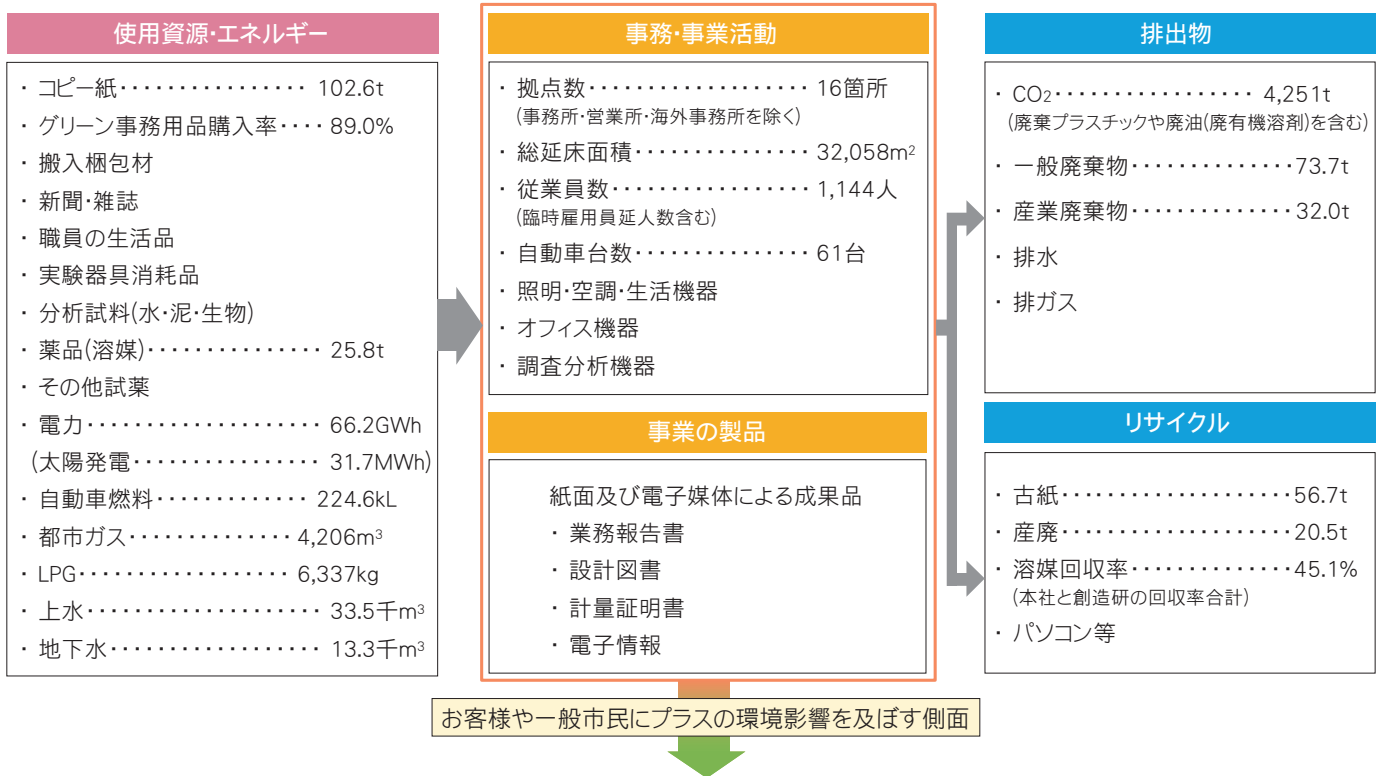 使用資源・エネルギー
・ コピー紙・・・・・・・・・・・・・・・・ 102.6t
・ グリーン事務用品購入率・・・・ 89.0%
・ 搬入梱包材
・ 新聞・雑誌
・ 職員の生活品
・ 実験器具消耗品
・ 分析試料(水・泥・生物)
・ 薬品(溶媒)・・・・・・・・・・・・・・・ 25.8t
・ その他試薬
・ 電力・・・・・・・・・・・・・・・・・・・・ 66.2GWh
(太陽発電・・・・・・・・・・・・・・・・ 31.7MWh)
・ 自動車燃料・・・・・・・・・・・・・ 224.6kL
・ 都市ガス・・・・・・・・・・・・・・ 4,206m³
・ LPG・・・・・・・・・・・・・・・・・・ 6,337kg
・ 上水・・・・・・・・・・・・・・・・・・・・ 33.5千m³
・ 地下水・・・・・・・・・・・・・・・・・・ 13.3千m³
事務・事業活動
・ 拠点数・・・・・・・・・・・・・・・・・・・ 16箇所
(事務所・営業所・海外事務所を除く)
・ 総延床面積・・・・・・・・・・・・・・・ 32,058m²
・ 従業員数・・・・・・・・・・・・・・・・・ 1,144人
(臨時雇用員延人数含む)
・ 自動車台数・・・・・・・・・・・・・・・ 61台
・ 照明・空調・生活機器
・ オフィス機器
・ 調査分析機器
事業の製品
紙面及び電子媒体による成果品
・ 業務報告書
・ 設計図書
・ 計量証明書
・ 電子情報
排出物
・ CO₂・・・・・・・・・・・・・・・・・ 4,251t
(廃棄プラスチックや廃油(廃有機溶剤)を含む)
・ 一般廃棄物・・・・・・・・・・・・・・73.7t
・ 産業廃棄物・・・・・・・・・・・・・・32.0t
・ 排水
・ 排ガス
リサイクル
・ 古紙・・・・・・・・・・・・・・・・・・・・56.7t
・ 産廃・・・・・・・・・・・・・・・・・・・・20.5t
・ 溶媒回収率・・・・・・・・・・・・・・45.1%
(本社と創造研の回収率合計)
・ パソコン等
お客様や一般市民にプラスの環境影響を及ぼす側面